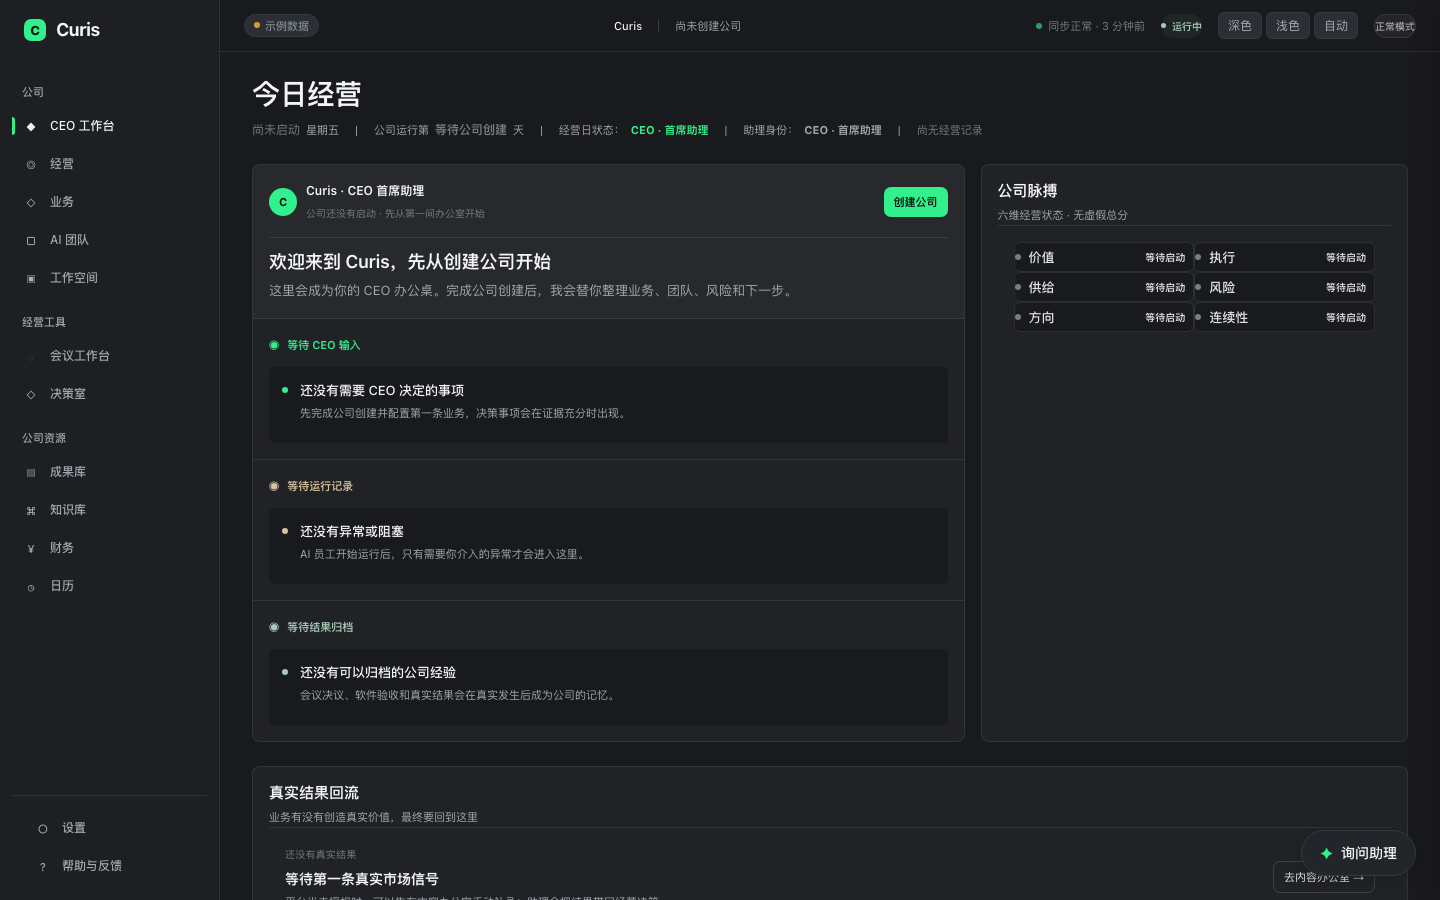 C Curis
公司
CEO 工作台
经营
业务
AI 团队
工作空间
经营工具
会议工作台
决策室
公司资源
成果库
知识库
¥ 财务
日历
设置
? 帮助与反馈
示例数据
Curis 尚未创建公司
同步正常 · 3 分钟前
运行中
深色 浅色 自动
正常模式
今日经营
尚未启动 星期五 | 公司运行第 等待公司创建 天 | 经营日状态： CEO · 首席助理 | 助理身份： CEO · 首席助理 | 尚无经营记录
C
Curis · CEO 首席助理
公司还没有启动 · 先从第一间办公室开始
创建公司
欢迎来到 Curis，先从创建公司开始
这里会成为你的 CEO 办公桌。完成公司创建后，我会替你整理业务、团队、风险和下一步。
等待 CEO 输入
还没有需要 CEO 决定的事项
先完成公司创建并配置第一条业务，决策事项会在证据充分时出现。
等待运行记录
还没有异常或阻塞
AI 员工开始运行后，只有需要你介入的异常才会进入这里。
等待结果归档
还没有可以归档的公司经验
会议决议、软件验收和真实结果会在真实发生后成为公司的记忆。
公司脉搏
六维经营状态 · 无虚假总分
价值 等待启动 执行 等待启动
供给 等待启动 风险 等待启动
方向 等待启动 连续性 等待启动
真实结果回流
业务有没有创造真实价值，最终要回到这里
还没有真实结果
等待第一条真实市场信号
去内容办公室 →
询问助理